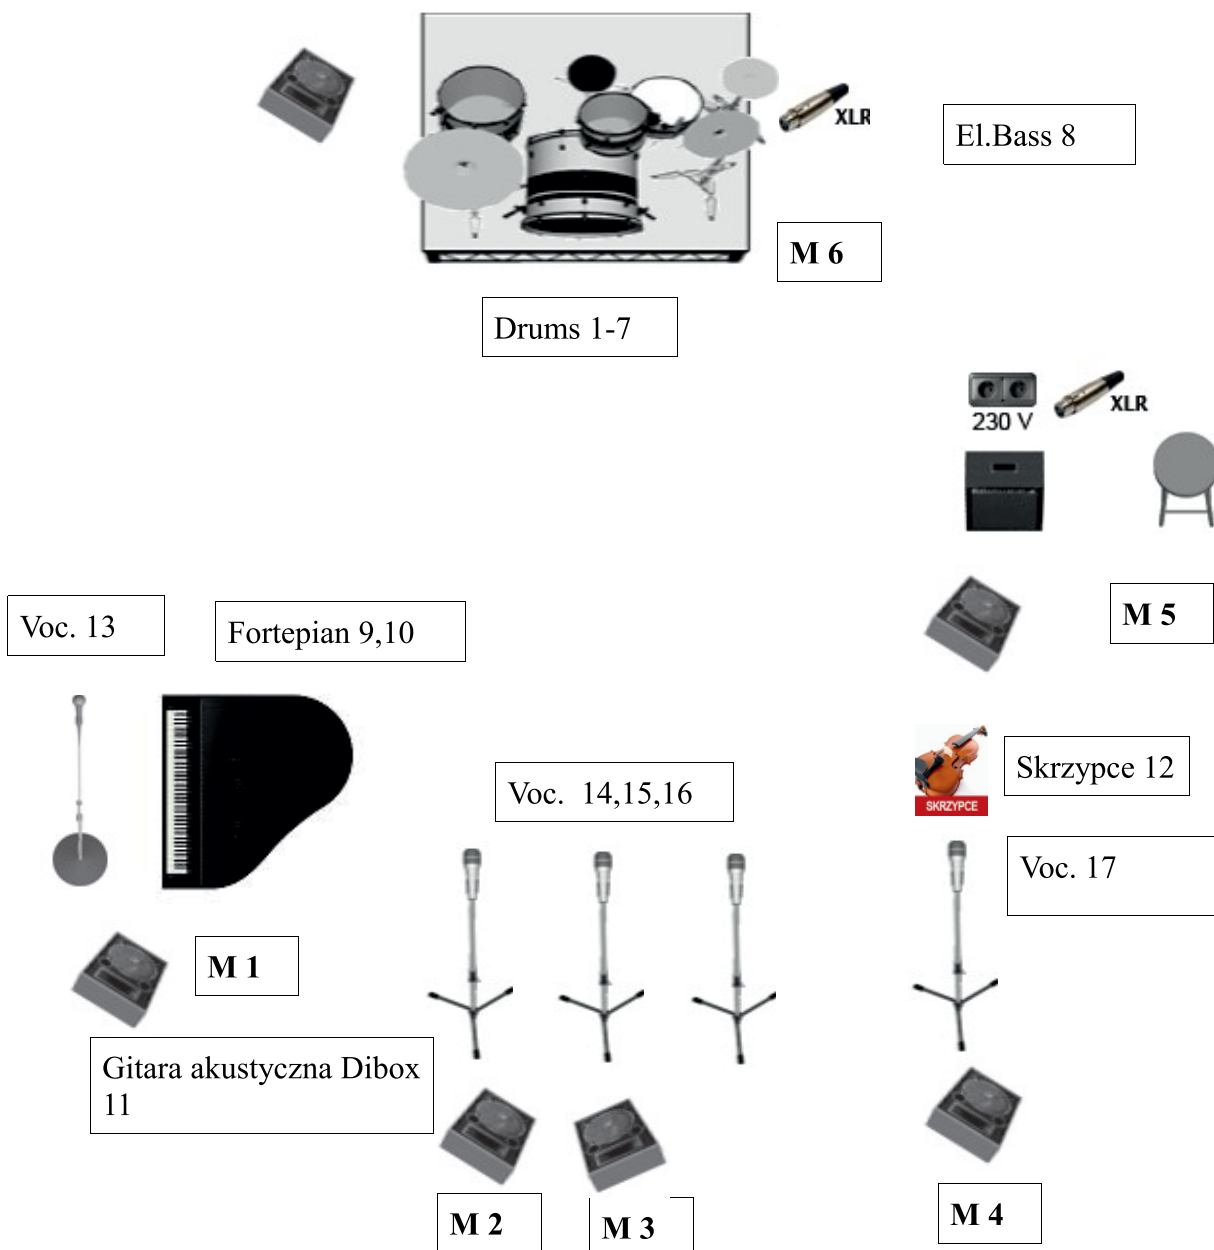 XLR
El.Bass 8
M 6
Drums 1-7
230 V
XLR
M 5
Voc. 13
Fortepian 9,10
Skrzypce 12
SKRZYPCE
Voc. 14,15,16
Voc. 17
M 1
Gitara akustyczna Dibox
11
M 2
M 3
M 4